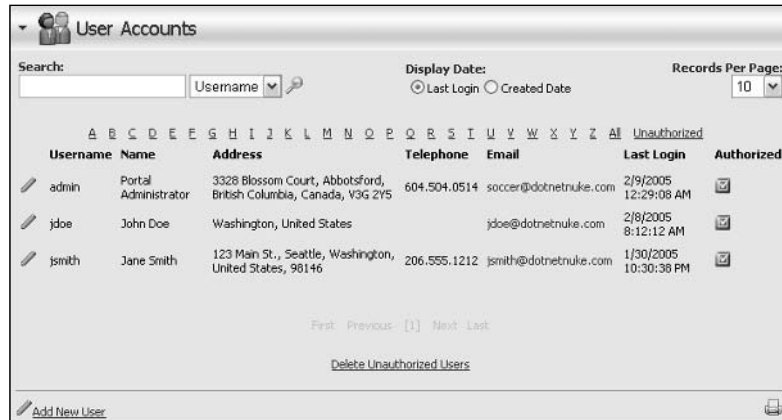 User Accounts
Search:
Username
Display Date:
Last Login Created Date
Records Per Page:
10
A B C D E F G H I J K L M N O P Q R S T U V W X Y Z All Unauthorized
Username Name Address Telephone Email Last Login Authorized
admin Portal Administrator 3328 Blossom Court, Abbotsford, British Columbia, Canada, V3G 2Y5 604.504.0514 soccer@dotnetnuke.com 2/9/2005 12:29:08 AM
jdoe John Doe Washington, United States jdoe@dotnetnuke.com 2/8/2005 8:12:12 AM
jsmith Jane Smith 123 Main St., Seattle, Washington, United States, 98146 206.555.1212 jsmith@dotnetnuke.com 1/30/2005 10:30:38 PM
First Previous [1] Next Last
Delete Unauthorized Users
Add New User